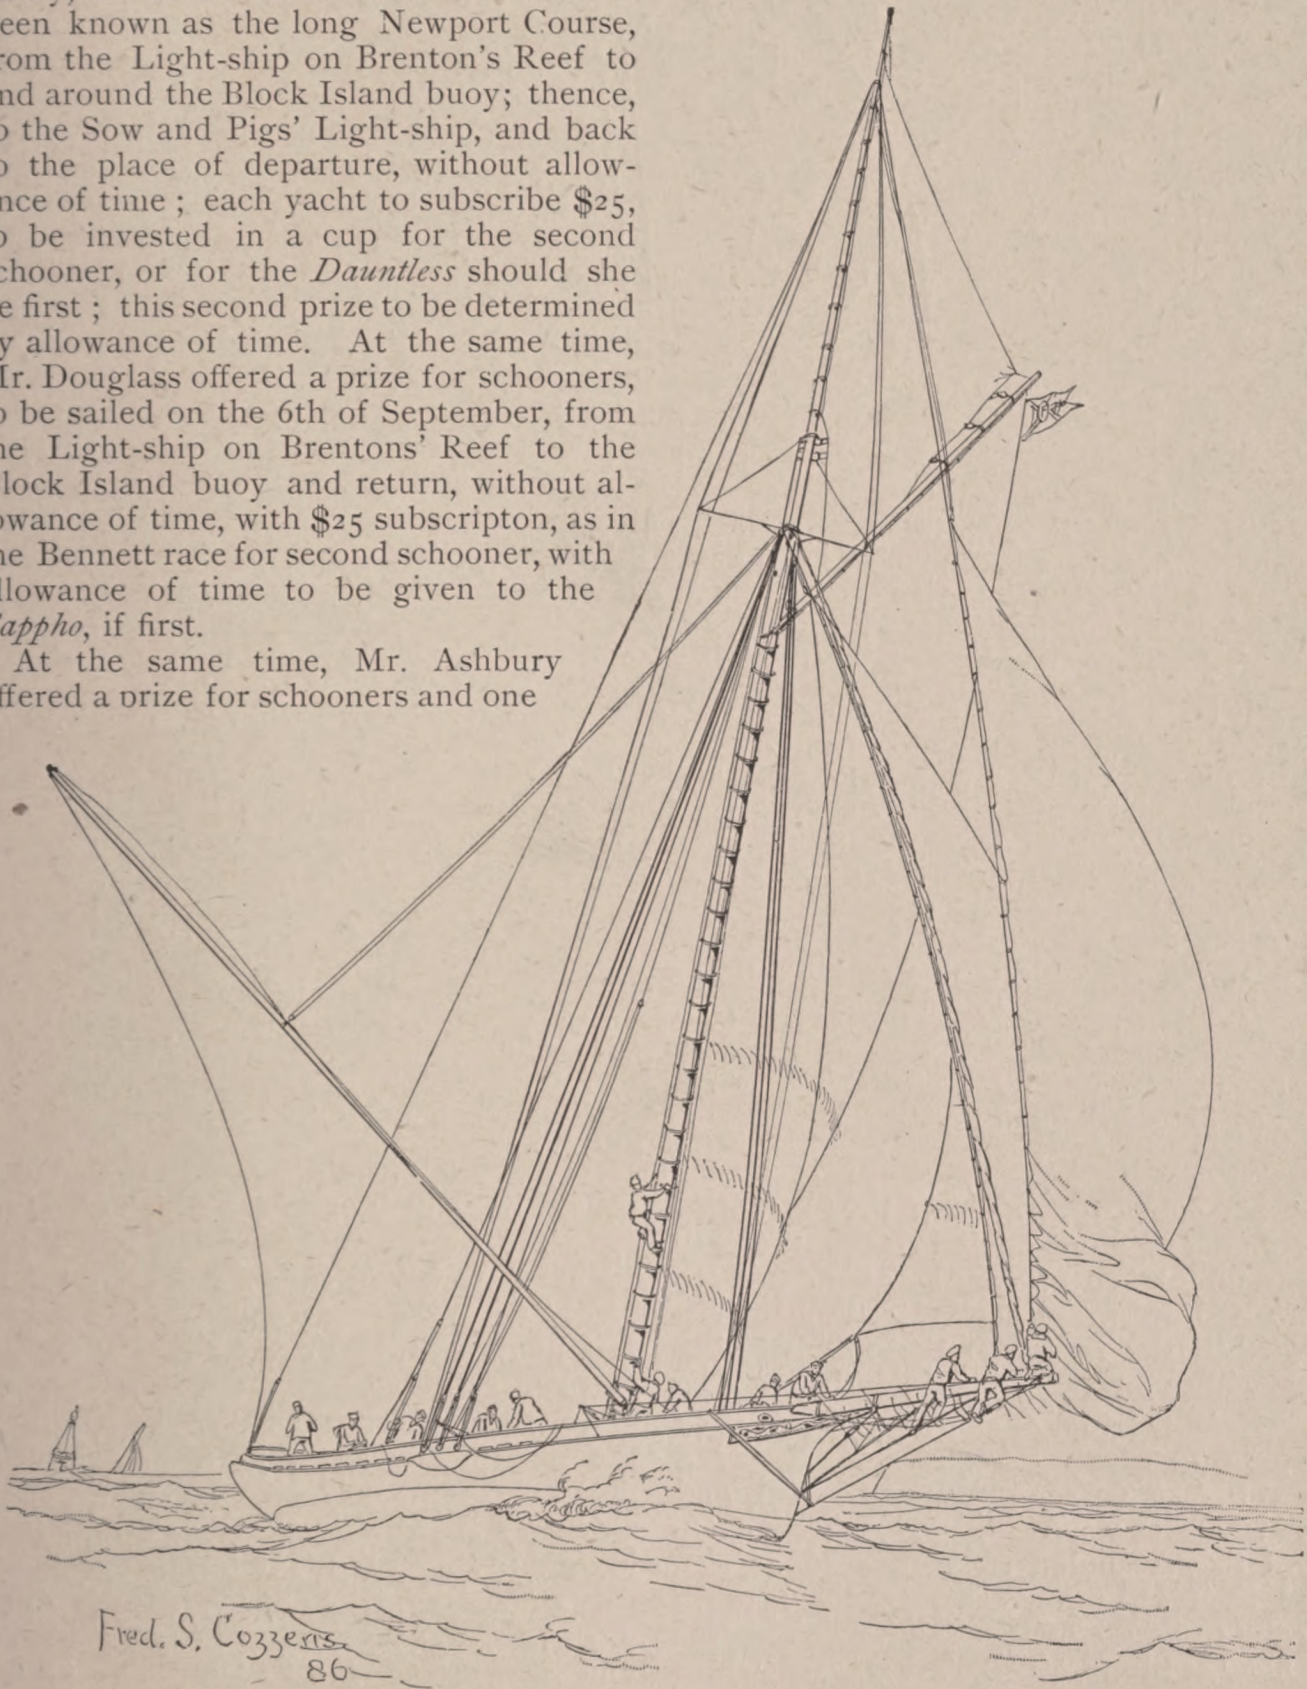 een known as the long Newport Course,
rom the Light-ship on Brenton's Reef to
nd around the Block Island buoy; thence,
o the Sow and Pigs' Light-ship, and back
o the place of departure, without allow-
nce of time ; each yacht to subscribe $25,
o be invested in a cup for the second
chooner, or for the Dauntless should she
e first ; this second prize to be determined
y allowance of time. At the same time,
Ir. Douglass offered a prize for schooners,
o be sailed on the 6th of September, from
he Light-ship on Brentons' Reef to the
lock Island buoy and return, without al-
owance of time, with $25 subscripton, as in
he Bennett race for second schooner, with
llowance of time to be given to the
appho, if first.
At the same time, Mr. Ashbury
ffered a prize for schooners and one
Fred. S. Cozzens
86